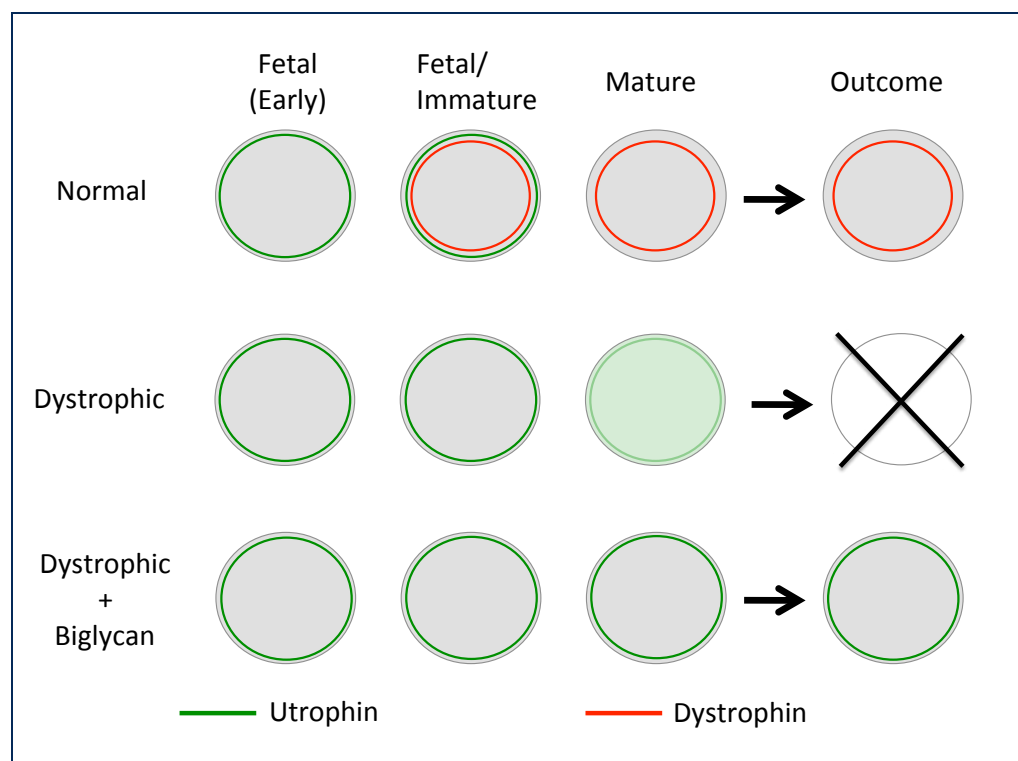 Fetal
(Early)
Fetal/
Immature
Mature
Outcome
Normal
Dystrophic
Dystrophic
+
Biglycan
Utrophin
Dystrophin